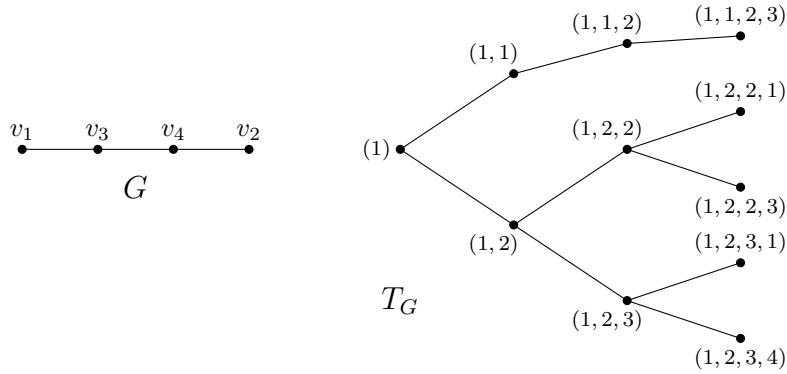 v₁ v₃ v₄ v₂
G
(1)
(1, 1)
(1, 2)
(1, 1, 2)
(1, 2, 2)
(1, 2, 3)
(1, 1, 2, 3)
(1, 2, 2, 1)
(1, 2, 2, 3)
(1, 2, 3, 1)
(1, 2, 3, 4)
T_G